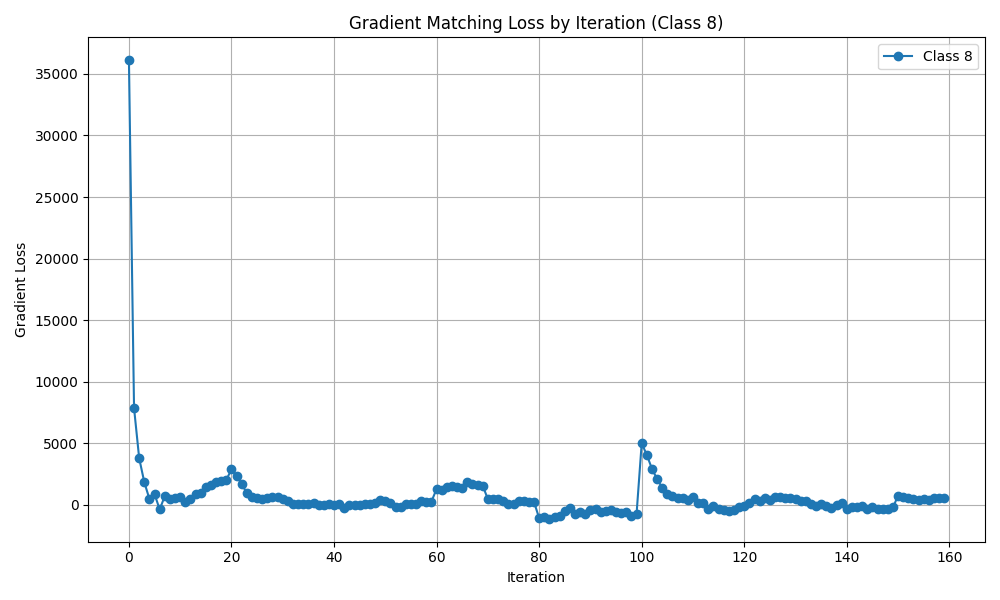 Gradient Matching Loss by Iteration (Class 8)
Class 8
Gradient Loss
35000
30000
25000
20000
15000
10000
5000
0
0 20 40 60 80 100 120 140 160
Iteration